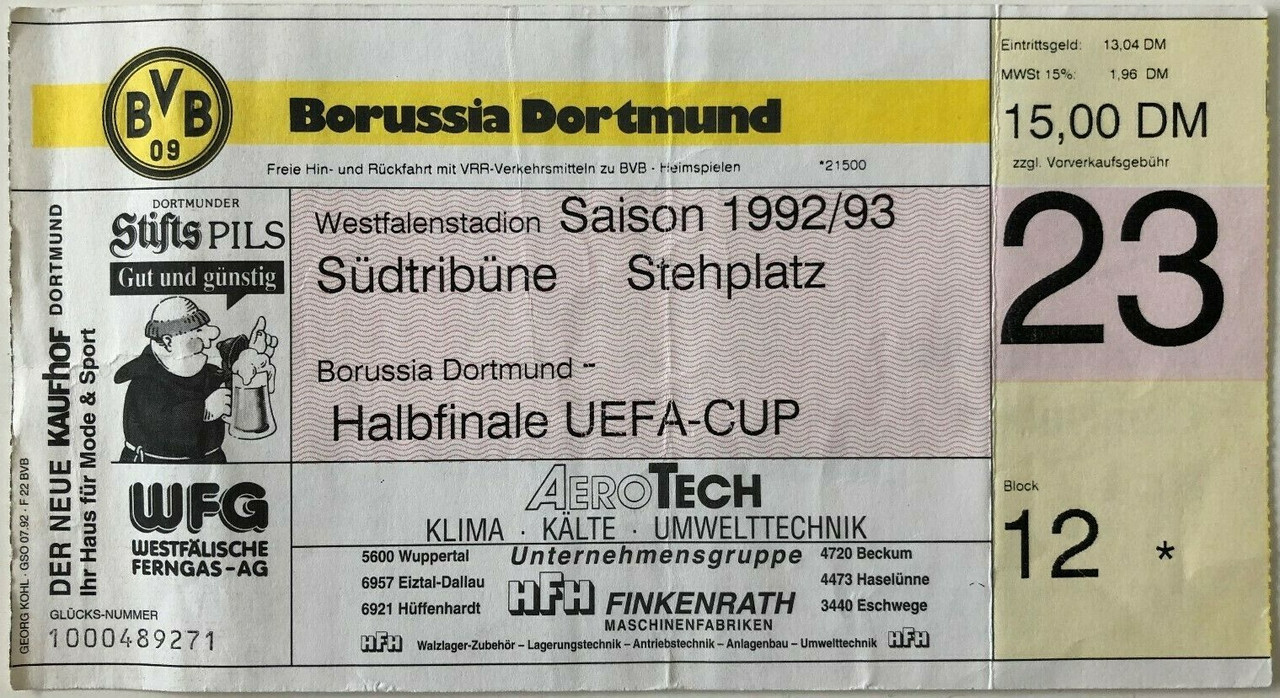 BVB
09
Borussia Dortmund
Freie Hin- und Rückfahrt mit VRR-Verkehrsmitteln zu BVB - Heimspielen *21500
Eintrittsgeld: 13,04 DM
MWSt 15%: 1,96 DM
15,00 DM
zzgl. Vorverkaufsgebühr
23
Block
12 *
Westfalenstadion Saison 1992/93
Südtribüne Stehplatz
Borussia Dortmund --
Halbfinale UEFA-CUP
DORTMUNDER
Stifts PILS
Gut und günstig
WFG
WESTFÄLISCHE
FERNGAS-AG
DER NEUE KAUFhOF DORTMUND
Ihr Haus für Mode & Sport
GEORG KOHL · GSO 07.92 · F 22 BVB
GLÜCKS-NUMMER
1000489271
AEROTECH
KLIMA · KÄLTE · UMWELTTECHNIK
5600 Wuppertal Unternehmensgruppe 4720 Beckum
6957 Eiztal-Dallau HFH FINKENRATH 4473 Haselünne
6921 Hüffenhardt MASCHINENFABRIKEN 3440 Eschwege
HFH Walzlager-Zubehör – Lagerungstechnik – Antriebstechnik – Anlagenbau – Umwelttechnik HFH